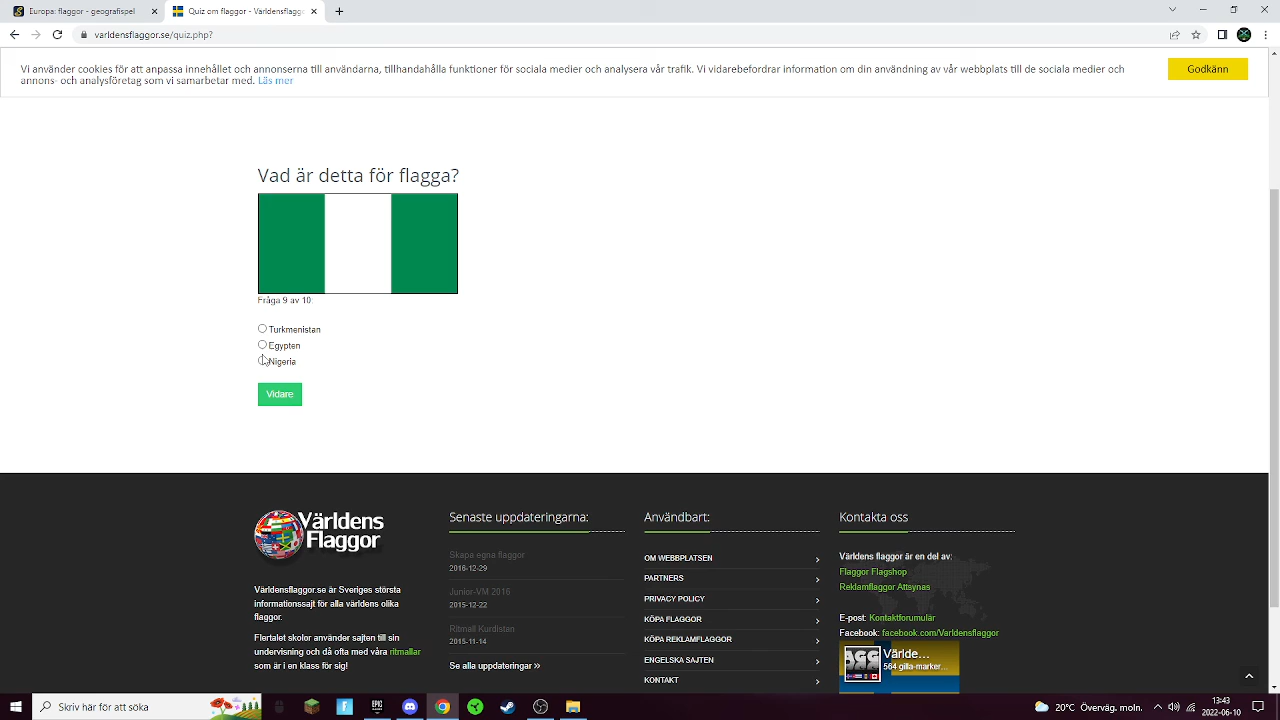 Europa: flaggor - geografispel
Quiz om flaggor - Världensflagg
varldensflaggor.se/quiz.php?
Vi använder cookies för att anpassa innehållet och annonserna till användarna, tillhandahålla funktioner för sociala medier och analysera vår trafik. Vi vidarebefordrar information om din användning av vår webbplats till de sociala medier och
annons- och analysföretag som vi samarbetar med. Läs mer
Godkänn
Vad är detta för flagga?
Fråga 9 av 10:
Turkmenistan
Egypten
Nigeria
Vidare
Världens
Flaggor
Världensflaggor.se är Sveriges största
informationssajt för alla världens olika
flaggor.
Flertalet skolor använder sajten till sin
undervisning och då ofta med våra ritmallar
som är i en klass för sig!
Senaste uppdateringarna:
Skapa egna flaggor
2016-12-29
Junior-VM 2016
2015-12-22
Ritmall Kurdistan
2015-11-14
Se alla uppdateringar »
Användbart:
OM WEBBPLATSEN
PARTNERS
PRIVACY POLICY
KÖPA FLAGGOR
KÖPA REKLAMFLAGGOR
ENGELSKA SAJTEN
KONTAKT
Kontakta oss
Världens flaggor är en del av:
Flaggor Flagshop
Reklamflaggor Attsynas
E-post: Kontaktforumulär
Facebook: facebook.com/Varldensflaggor
AGG
Världe...
564 gilla-marker...
Skriv här för att söka
EPIC
20°C Överväg. moln.
13:43
2022-06-10